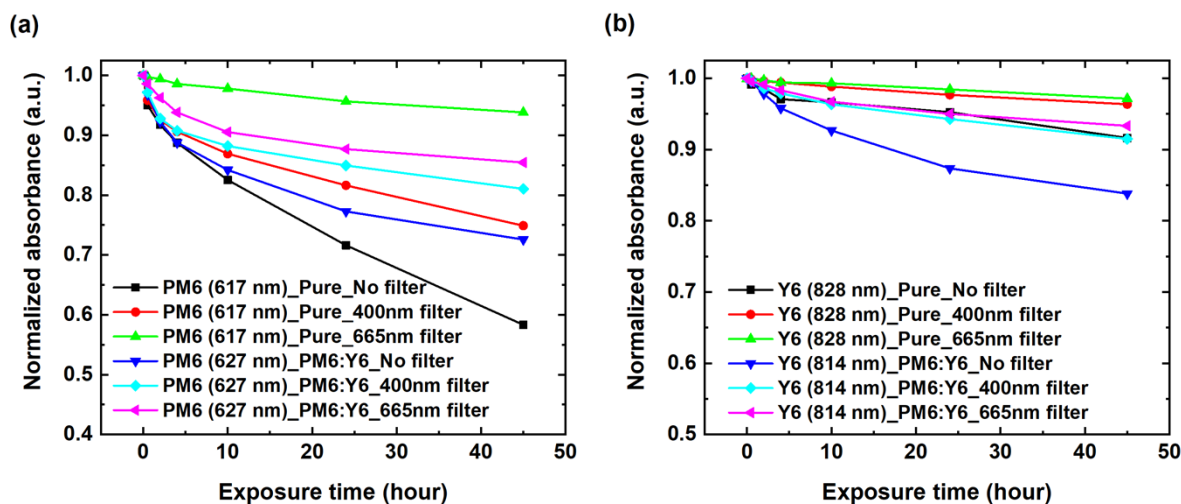 (a)
Normalized absorbance (a.u.)
1.0
0.9
0.8
0.7
0.6
0.5
0.4
PM6 (617 nm)_Pure_No filter
PM6 (617 nm)_Pure_400nm filter
PM6 (617 nm)_Pure_665nm filter
PM6 (627 nm)_PM6:Y6_No filter
PM6 (627 nm)_PM6:Y6_400nm filter
PM6 (627 nm)_PM6:Y6_665nm filter
0 10 20 30 40 50
Exposure time (hour)
(b)
Normalized absorbance (a.u.)
1.0
0.9
0.8
0.7
0.6
0.5
Y6 (828 nm)_Pure_No filter
Y6 (828 nm)_Pure_400nm filter
Y6 (828 nm)_Pure_665nm filter
Y6 (814 nm)_PM6:Y6_No filter
Y6 (814 nm)_PM6:Y6_400nm filter
Y6 (814 nm)_PM6:Y6_665nm filter
0 10 20 30 40 50
Exposure time (hour)